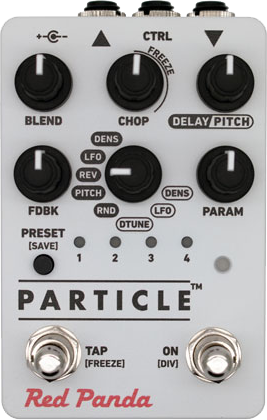 CTRL
FREEZE
BLEND
CHOP
DELAY/PITCH
DENS
LFO
REV
PITCH
RND
DTUNE
LFO
DENS
FDBK
PARAM
PRESET
[SAVE]
1 2 3 4
PARTICLE™
TAP
[FREEZE]
ON
[DIV]
Red Panda